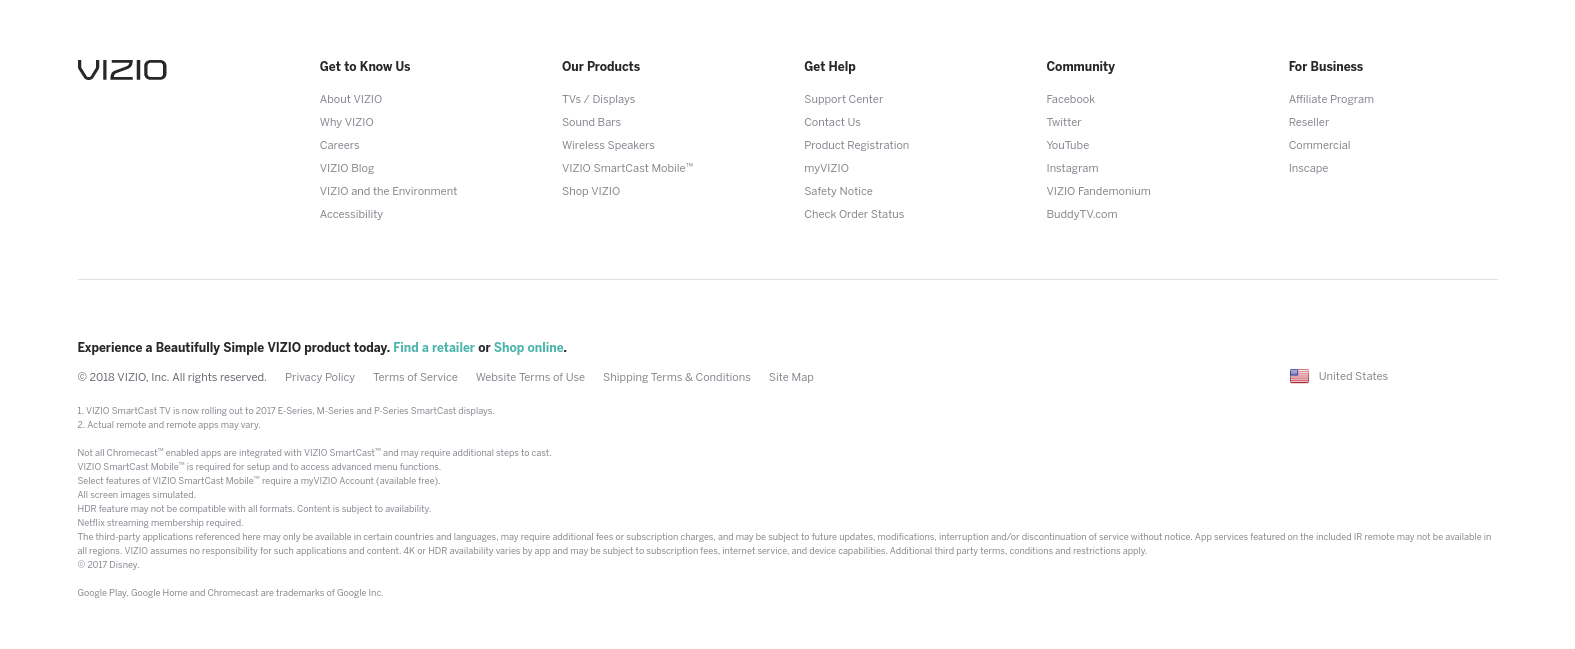 VIZIO
Get to Know Us
About VIZIO
Why VIZIO
Careers
VIZIO Blog
VIZIO and the Environment
Accessibility
Our Products
TVs / Displays
Sound Bars
Wireless Speakers
VIZIO SmartCast Mobile™
Shop VIZIO
Get Help
Support Center
Contact Us
Product Registration
myVIZIO
Safety Notice
Check Order Status
Community
Facebook
Twitter
YouTube
Instagram
VIZIO Fandemonium
BuddyTV.com
For Business
Affiliate Program
Reseller
Commercial
Inscape
Experience a Beautifully Simple VIZIO product today. Find a retailer or Shop online.
© 2018 VIZIO, Inc. All rights reserved. Privacy Policy Terms of Service Website Terms of Use Shipping Terms & Conditions Site Map
United States
1. VIZIO SmartCast TV is now rolling out to 2017 E-Series, M-Series and P-Series SmartCast displays.
2. Actual remote and remote apps may vary.
Not all Chromecast™ enabled apps are integrated with VIZIO SmartCast™ and may require additional steps to cast.
VIZIO SmartCast Mobile™ is required for setup and to access advanced menu functions.
Select features of VIZIO SmartCast Mobile™ require a myVIZIO Account (available free).
All screen images simulated.
HDR feature may not be compatible with all formats. Content is subject to availability.
Netflix streaming membership required.
The third-party applications referenced here may only be available in certain countries and languages, may require additional fees or subscription charges, and may be subject to future updates, modifications, interruption and/or discontinuation of service without notice. App services featured on the included IR remote may not be available in
all regions. VIZIO assumes no responsibility for such applications and content. 4K or HDR availability varies by app and may be subject to subscription fees, internet service, and device capabilities. Additional third party terms, conditions and restrictions apply.
© 2017 Disney.
Google Play, Google Home and Chromecast are trademarks of Google Inc.